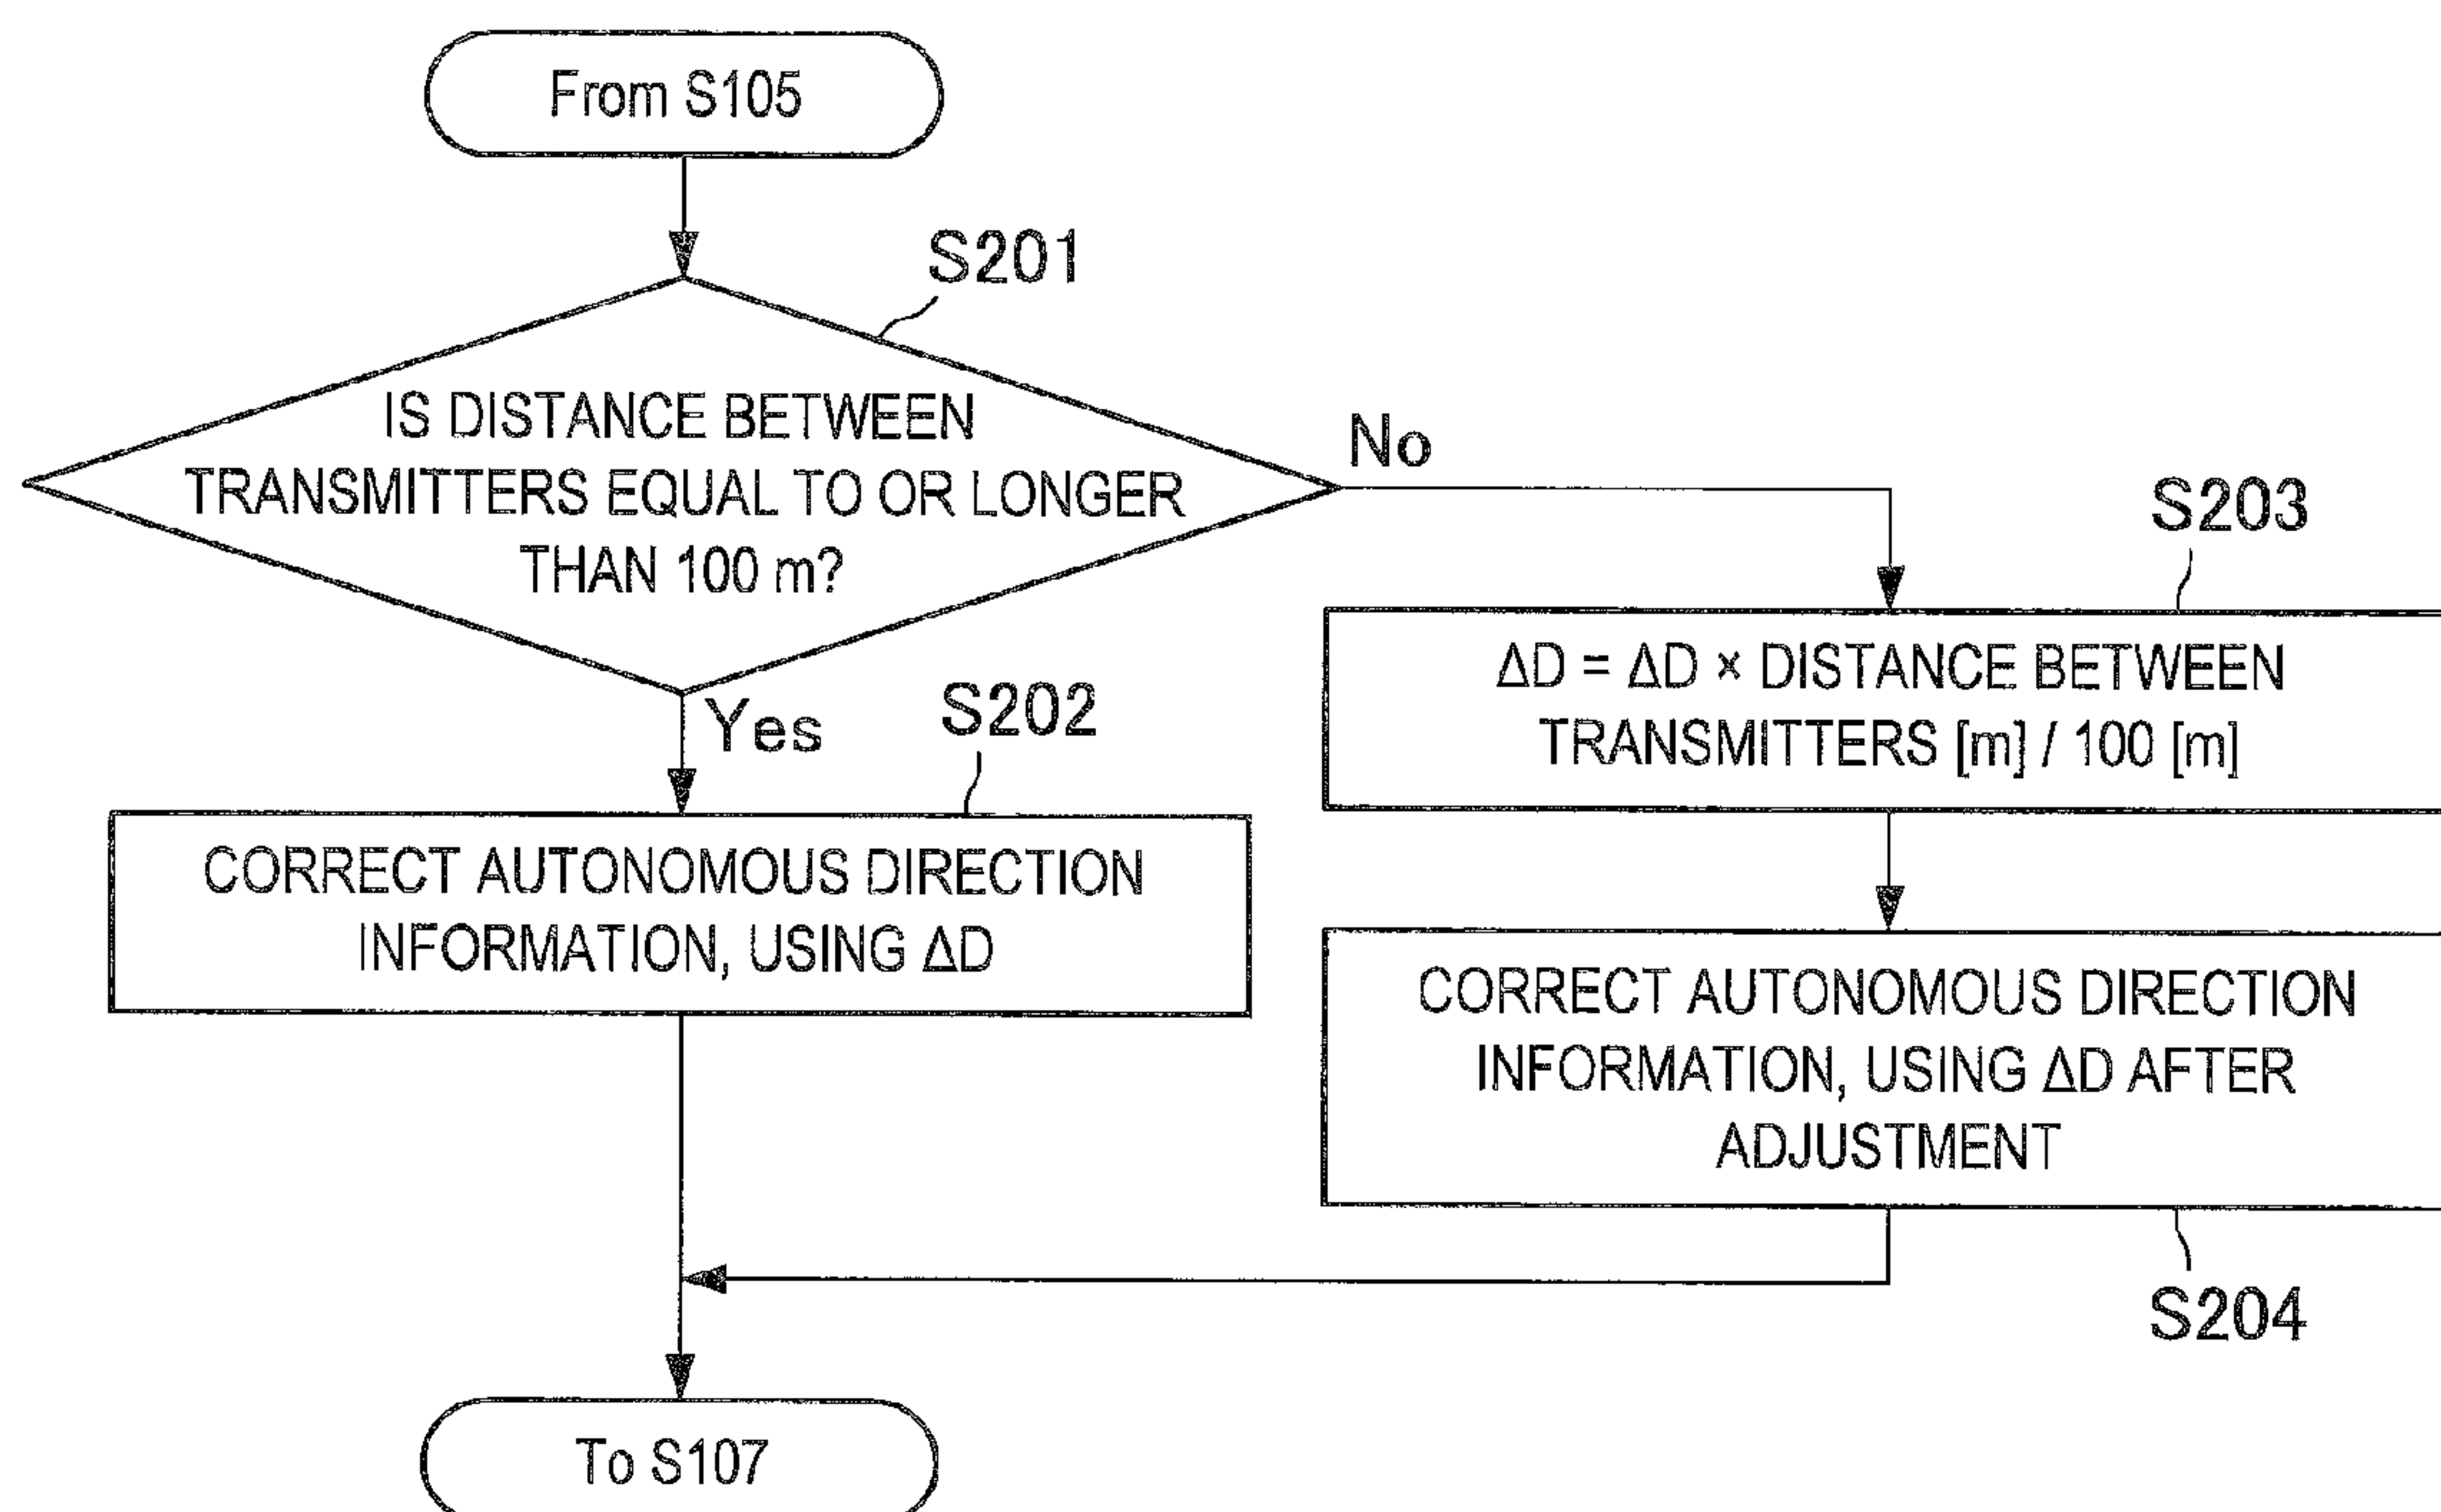 From S105
S201
IS DISTANCE BETWEEN
TRANSMITTERS EQUAL TO OR LONGER
THAN 100 m?
No
Yes
S202
CORRECT AUTONOMOUS DIRECTION
INFORMATION, USING ΔD
S203
ΔD = ΔD × DISTANCE BETWEEN
TRANSMITTERS [m] / 100 [m]
CORRECT AUTONOMOUS DIRECTION
INFORMATION, USING ΔD AFTER
ADJUSTMENT
S204
To S107